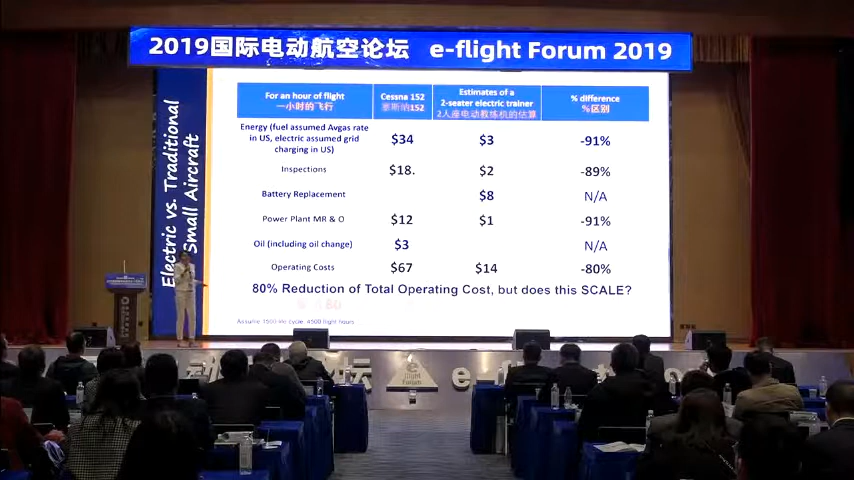 2019国际电动航空论坛 e-flight Forum 2019
Electric vs. Traditional
Small Aircraft
For an hour of flight
一小时的飞行
Cessna 152
塞斯纳152
Estimates of a
2-seater electric trainer
2人座电动教练机的估算
% difference
%区别
Energy (fuel assumed Avgas rate
in US, electric assumed grid
charging in US)
$34
$3
-91%
Inspections
$18.
$2
-89%
Battery Replacement
$8
N/A
Power Plant MR & O
$12
$1
-91%
Oil (including oil change)
$3
N/A
Operating Costs
$67
$14
-80%
80% Reduction of Total Operating Cost, but does this SCALE?
e
flight
Forum